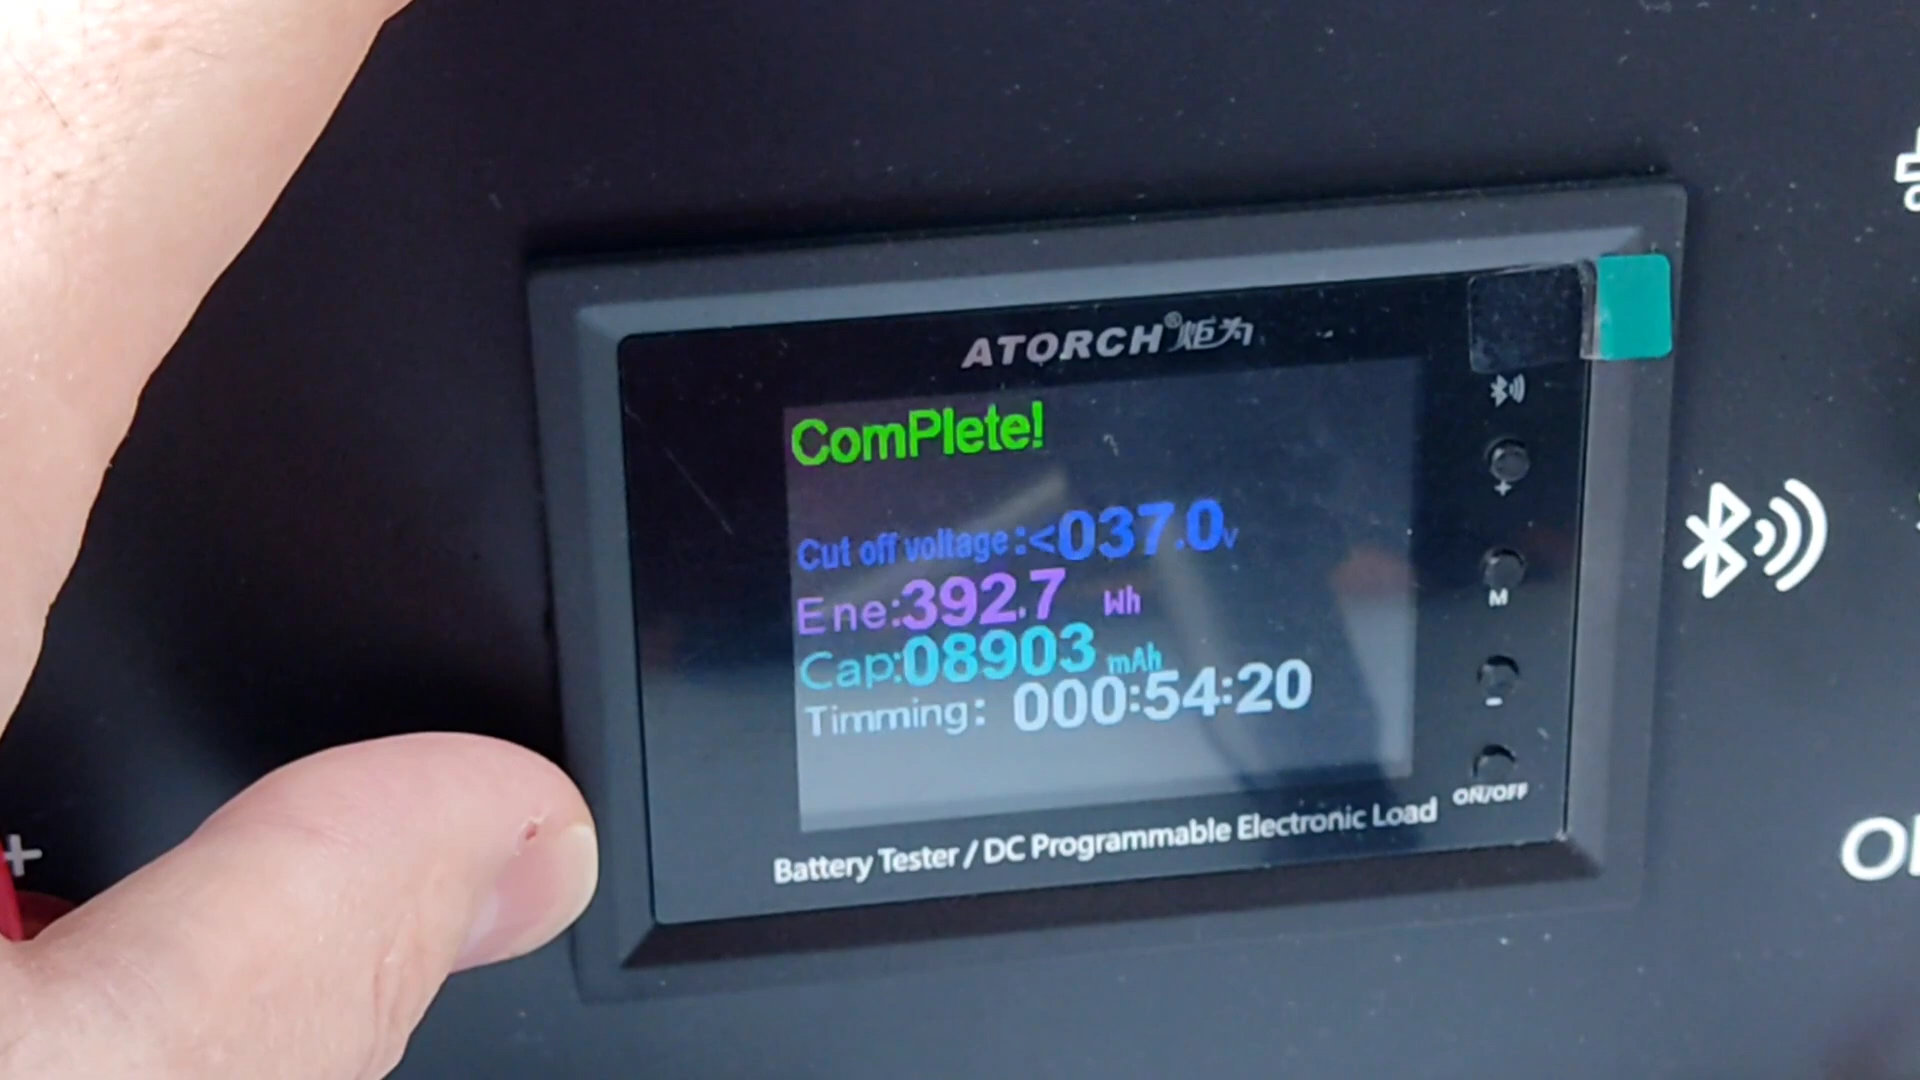 ATORCH®炬为
ComPlete!
Cut off voltage:<037.0v
Ene:392.7 Wh
Cap:08903 mAh
Timming: 000:54:20
+
M
-
ON/OFF
Battery Tester / DC Programmable Electronic Load
+